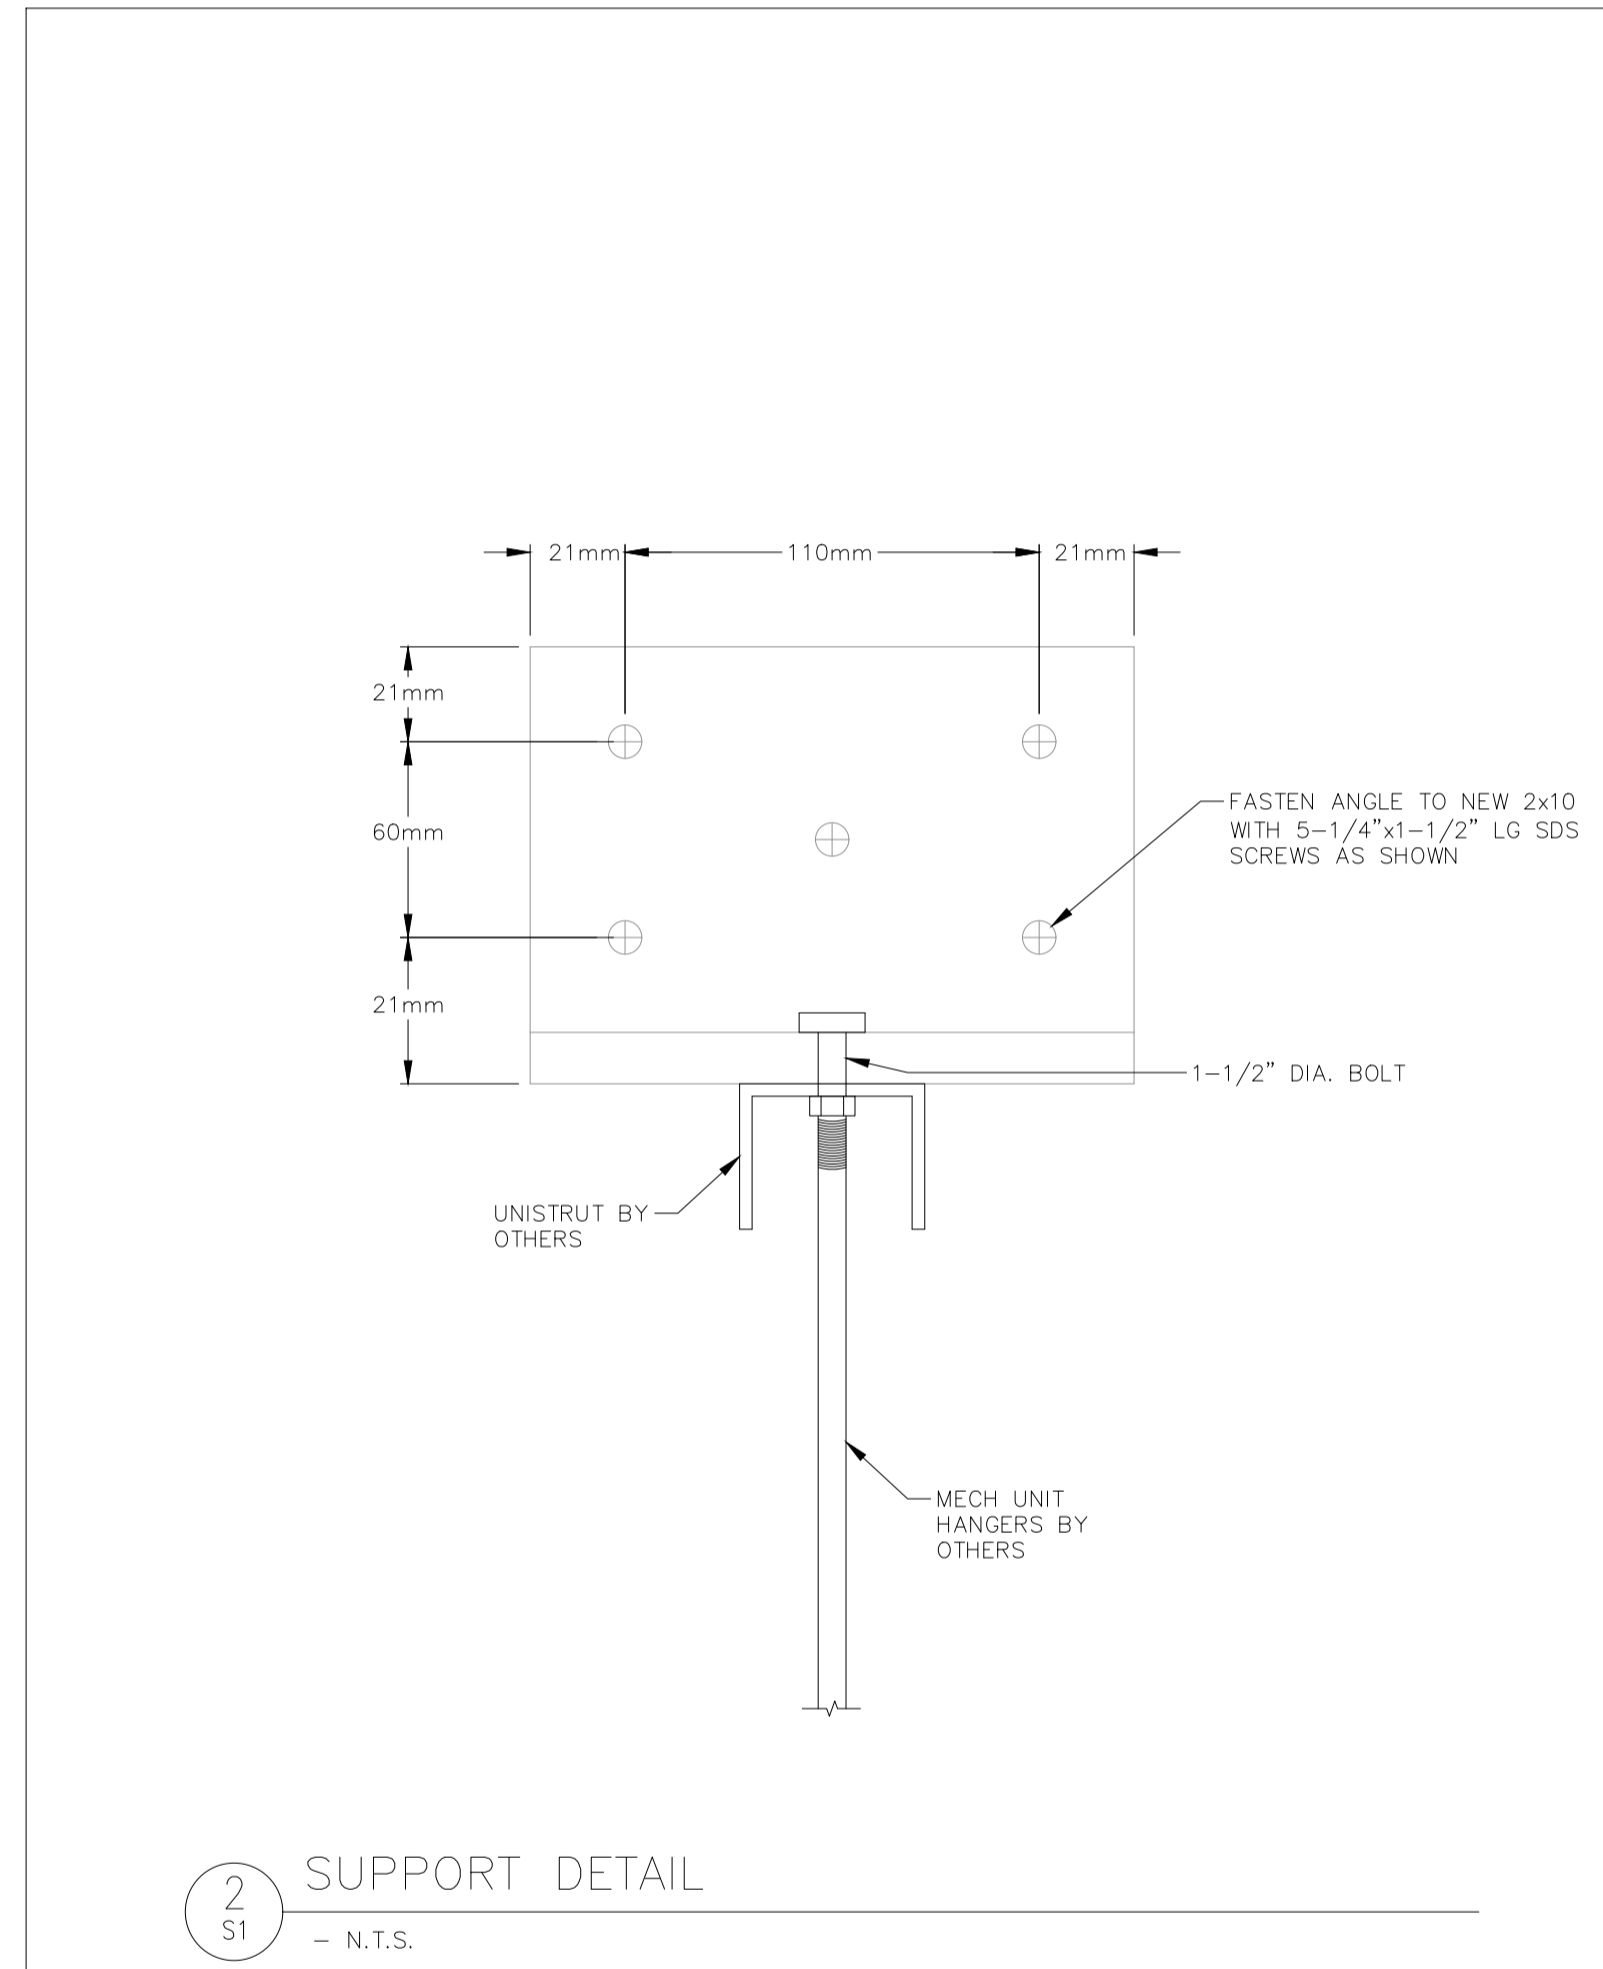 21mm 110mm 21mm
21mm
60mm
21mm
FASTEN ANGLE TO NEW 2x10
WITH 5-1/4"x1-1/2" LG SDS
SCREWS AS SHOWN
1-1/2" DIA. BOLT
UNISTRUT BY
OTHERS
MECH UNIT
HANGERS BY
OTHERS
2
S1
SUPPORT DETAIL
- N.T.S.